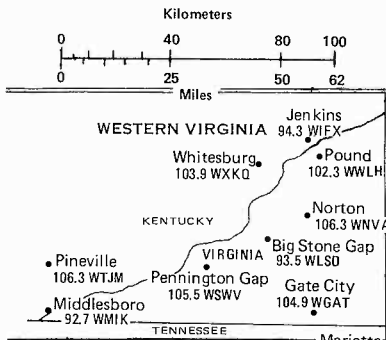 Kilometers
0 40 80 100
0 25 50 62
Miles
WESTERN VIRGINIA
Jenkins
94.3 WIFX
Whitesburg
103.9 WXKQ
Pound
102.3 WWLH
Norton
106.3 WNVA
KENTUCKY
VIRGINIA
Big Stone Gap
93.5 WLSD
Pineville
106.3 WTJM
Pennington Gap
105.5 WSWV
Gate City
104.9 WGAT
Middlesboro
92.7 WMIK
TENNESSEE
Marietta